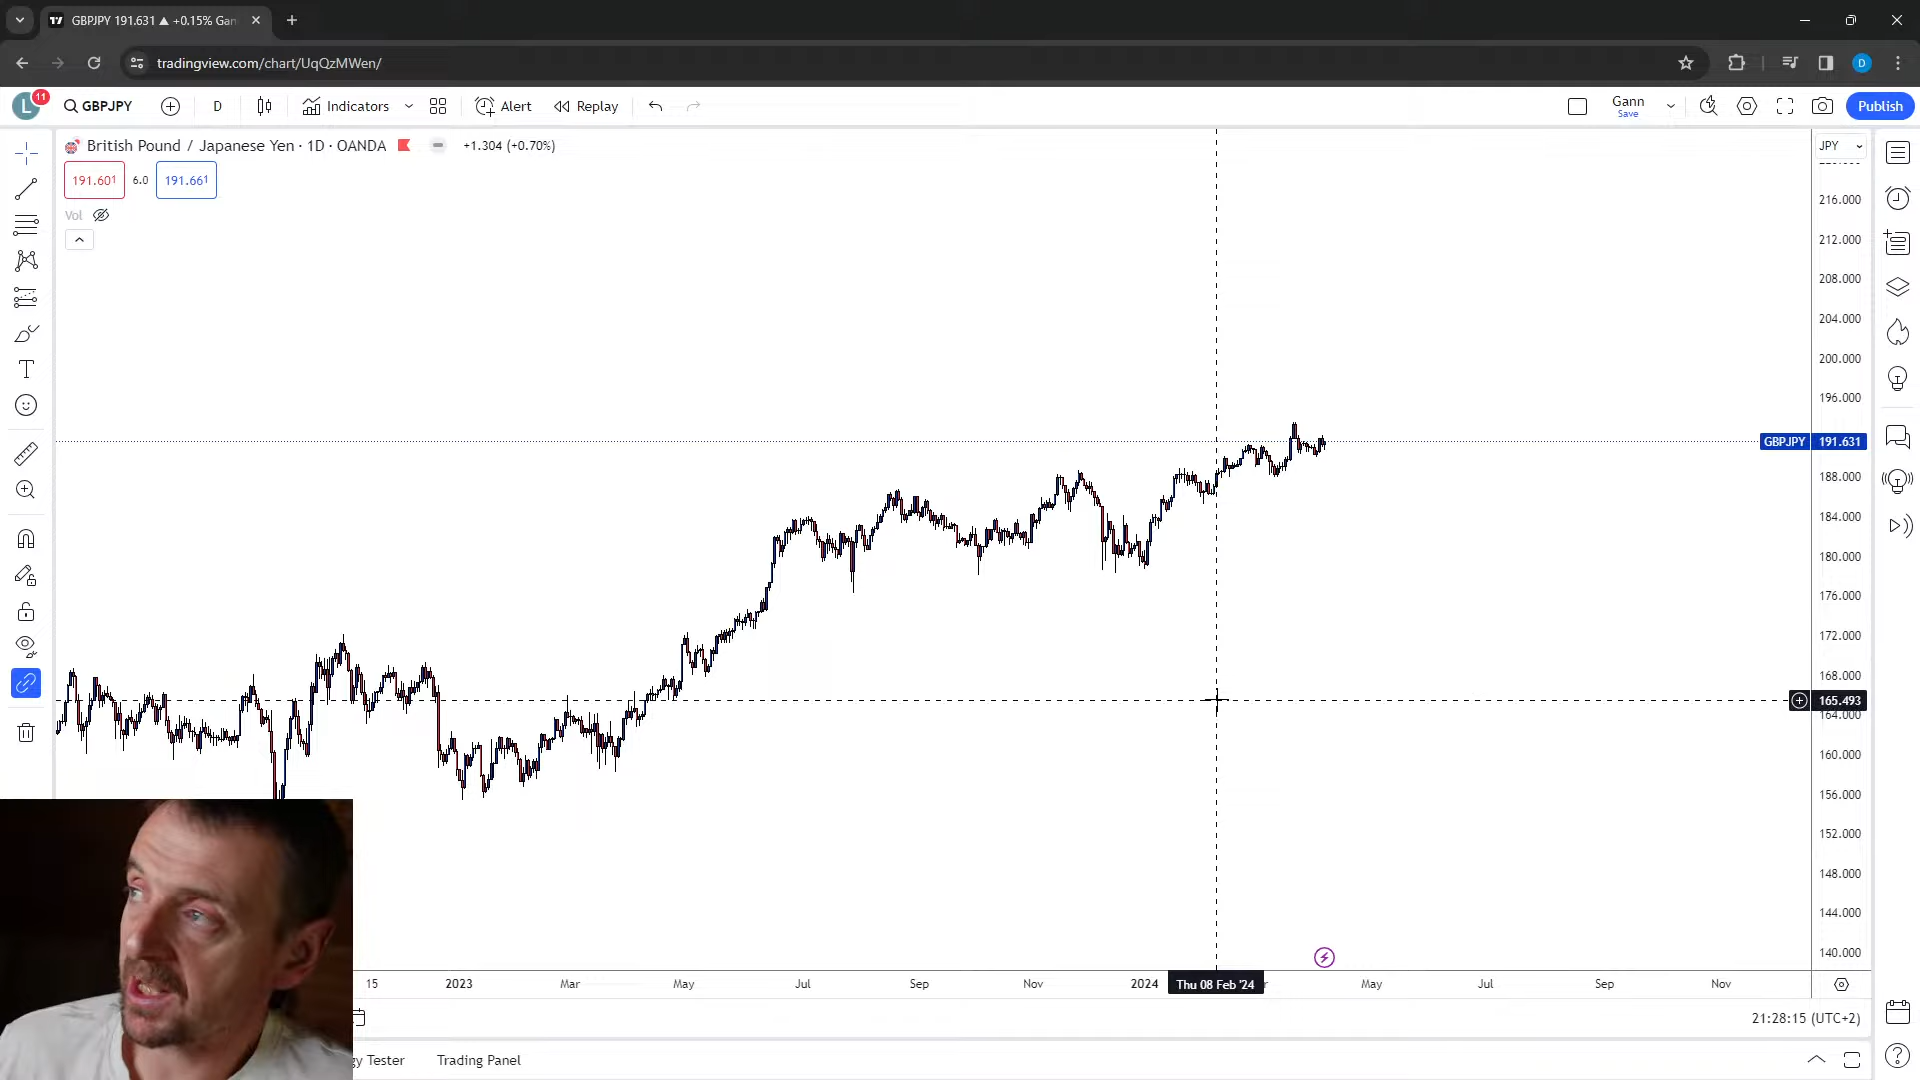 GBPJPY 191.631 ▲ +0.15% Gan
tradingview.com/chart/UqQzMWen/
L
11
GBPJPY
D
Indicators
Alert
Replay
Gann
Save
Publish
British Pound / Japanese Yen · 1D · OANDA
+1.304 (+0.70%)
JPY
191.601
6.0
191.661
Vol
216.000
212.000
208.000
204.000
200.000
196.000
GBPJPY 191.631
188.000
184.000
180.000
176.000
172.000
168.000
165.493
164.000
160.000
156.000
152.000
148.000
144.000
140.000
15
2023
Mar
May
Jul
Sep
Nov
2024
Thu 08 Feb '24
May
Jul
Sep
Nov
21:28:15 (UTC+2)
gy Tester
Trading Panel